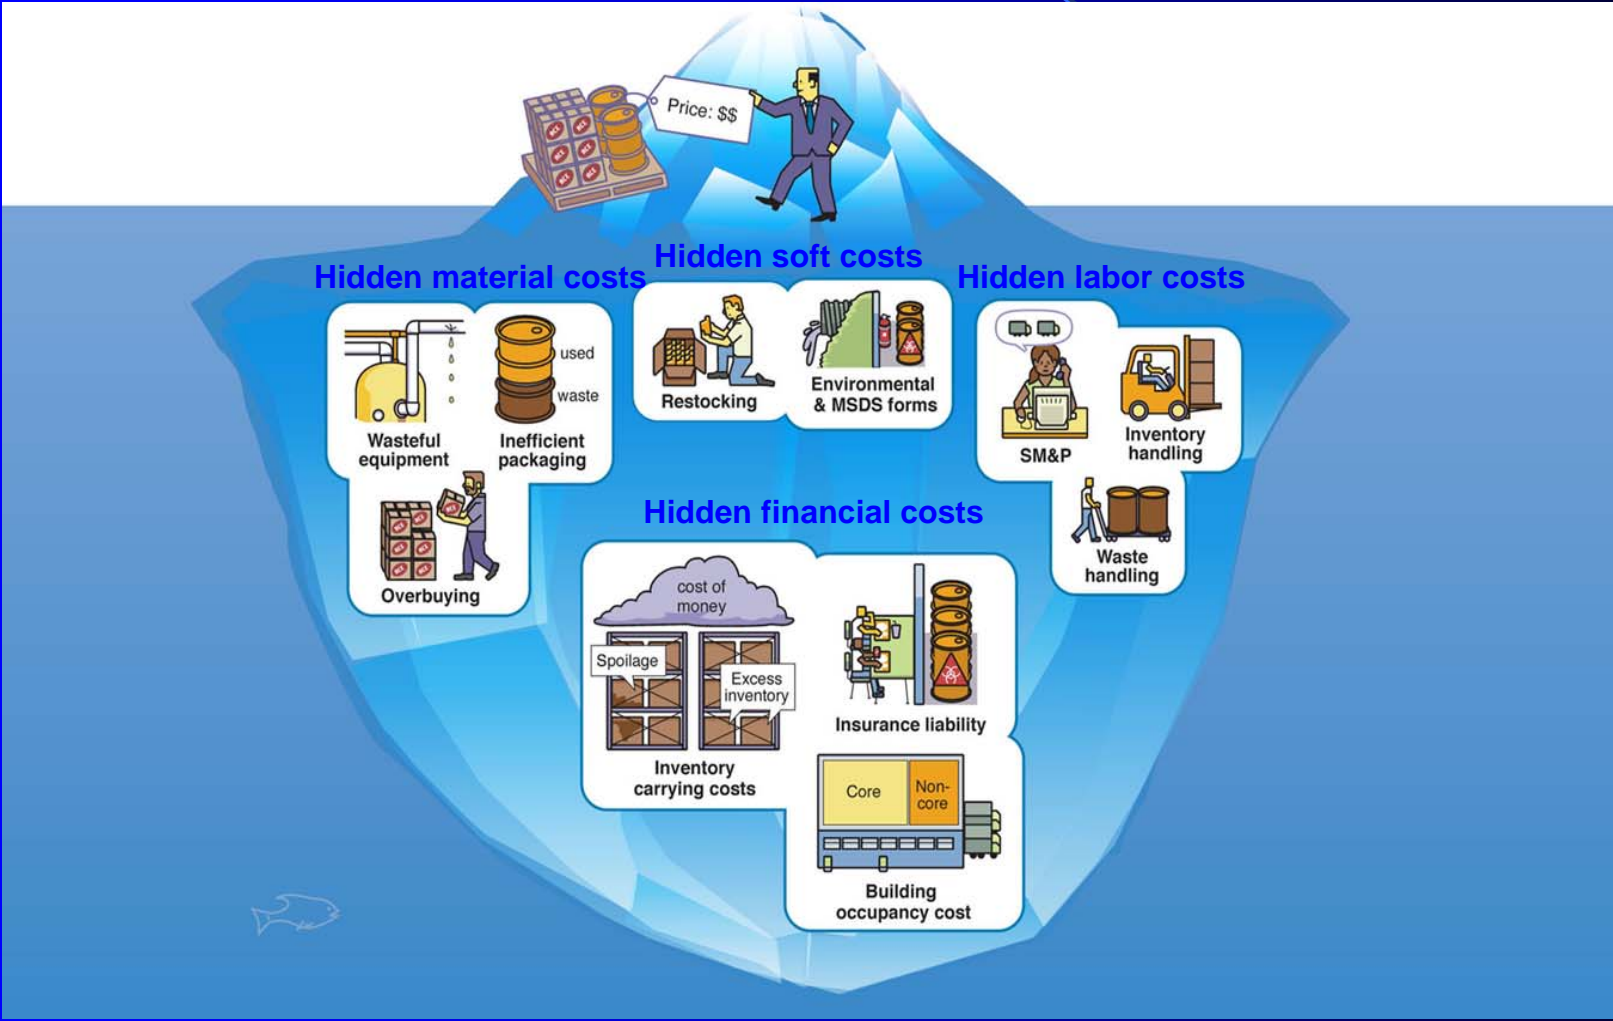 Price: $$
Hidden soft costs
Hidden material costs
Hidden labor costs
used
waste
Wasteful
equipment
Inefficient
packaging
Overbuying
Restocking
Environmental
& MSDS forms
SM&P
Inventory
handling
Waste
handling
Hidden financial costs
cost of
money
Spoilage
Excess
inventory
Inventory
carrying costs
Insurance liability
Core
Non-
core
Building
occupancy cost